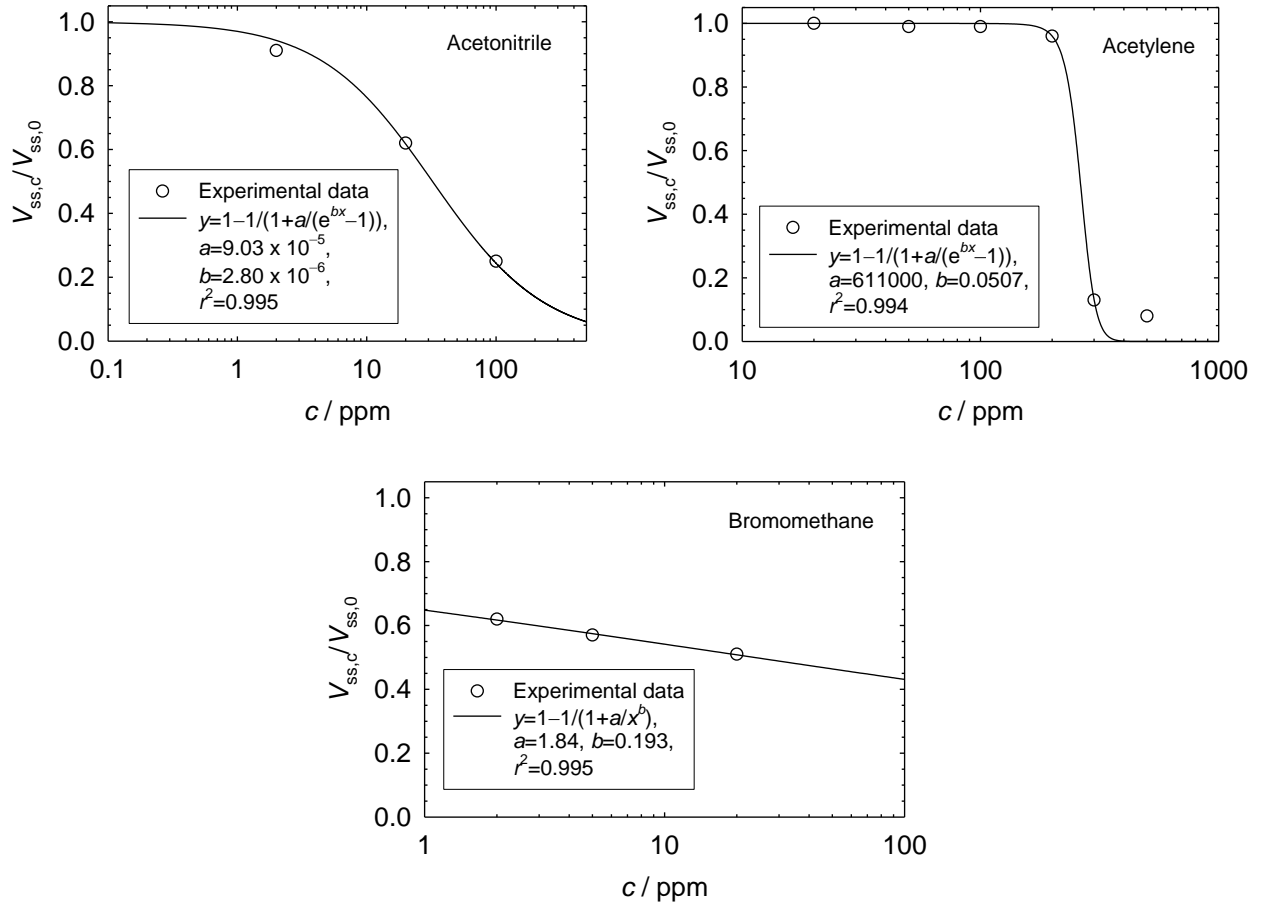 Acetonitrile
1.0
0.8
0.6
0.4
0.2
0.0
V_ss,c/V_ss,0
Experimental data
y=1–1/(1+a/(e^bx–1)),
a=9.03 x 10^–5,
b=2.80 x 10^–6,
r^2=0.995
0.1 1 10 100
c / ppm
Acetylene
1.0
0.8
0.6
0.4
0.2
0.0
V_ss,c/V_ss,0
Experimental data
y=1–1/(1+a/(e^bx–1)),
a=611000, b=0.0507,
r^2=0.994
10 100 1000
c / ppm
Bromomethane
1.0
0.8
0.6
0.4
0.2
0.0
V_ss,c/V_ss,0
Experimental data
y=1–1/(1+a/x^b),
a=1.84, b=0.193,
r^2=0.995
1 10 100
c / ppm